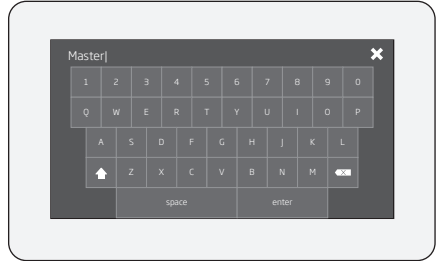 Master
1 2 3 4 5 6 7 8 9 0
Q W E R T Y U I O P
A S D F G H J K L
Z X C V B N M
space enter